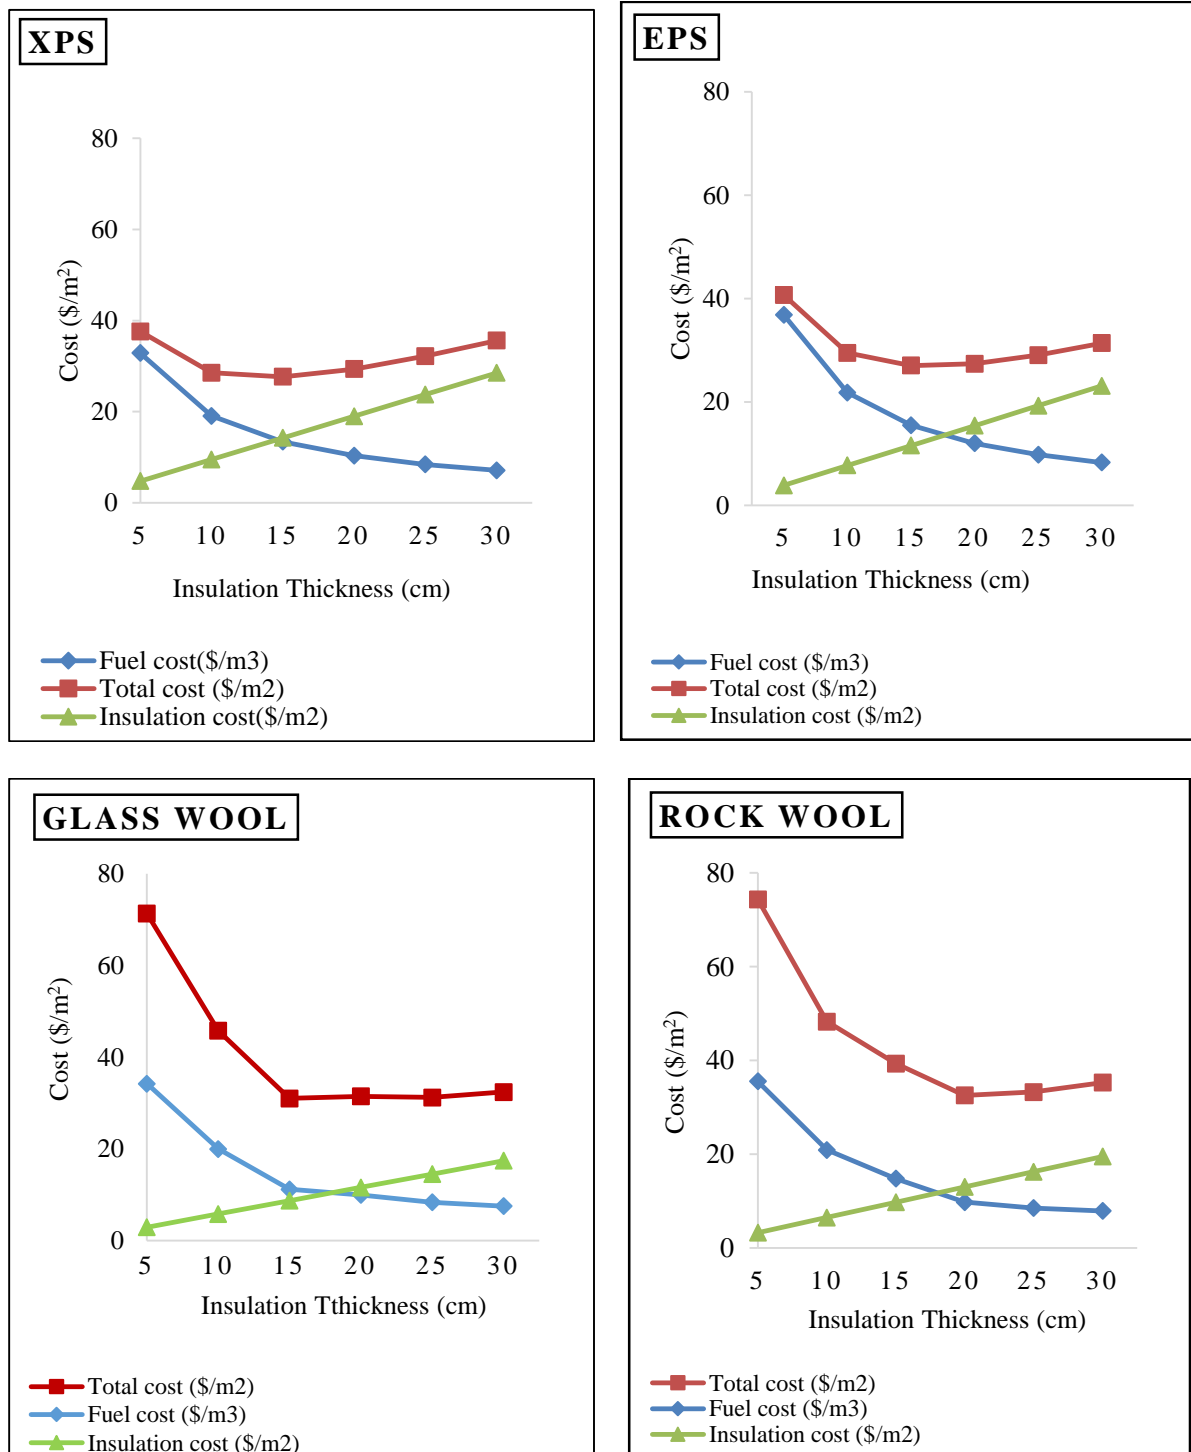 XPS
80
60
40
20
0
Cost ($/m²)
5 10 15 20 25 30
Insulation Thickness (cm)
Fuel cost($/m3)
Total cost ($/m2)
Insulation cost($/m2)
EPS
80
60
40
20
0
Cost ($/m²)
5 10 15 20 25 30
Insulation Thickness (cm)
Fuel cost ($/m3)
Total cost ($/m2)
Insulation cost ($/m2)
GLASS WOOL
80
60
40
20
0
Cost ($/m²)
5 10 15 20 25 30
Insulation Tthickness (cm)
Total cost ($/m2)
Fuel cost ($/m3)
Insulation cost ($/m2)
ROCK WOOL
80
60
40
20
0
Cost ($/m²)
5 10 15 20 25 30
Insulation Thickness (cm)
Total cost ($/m2)
Fuel cost ($/m3)
Insulation cost ($/m2)